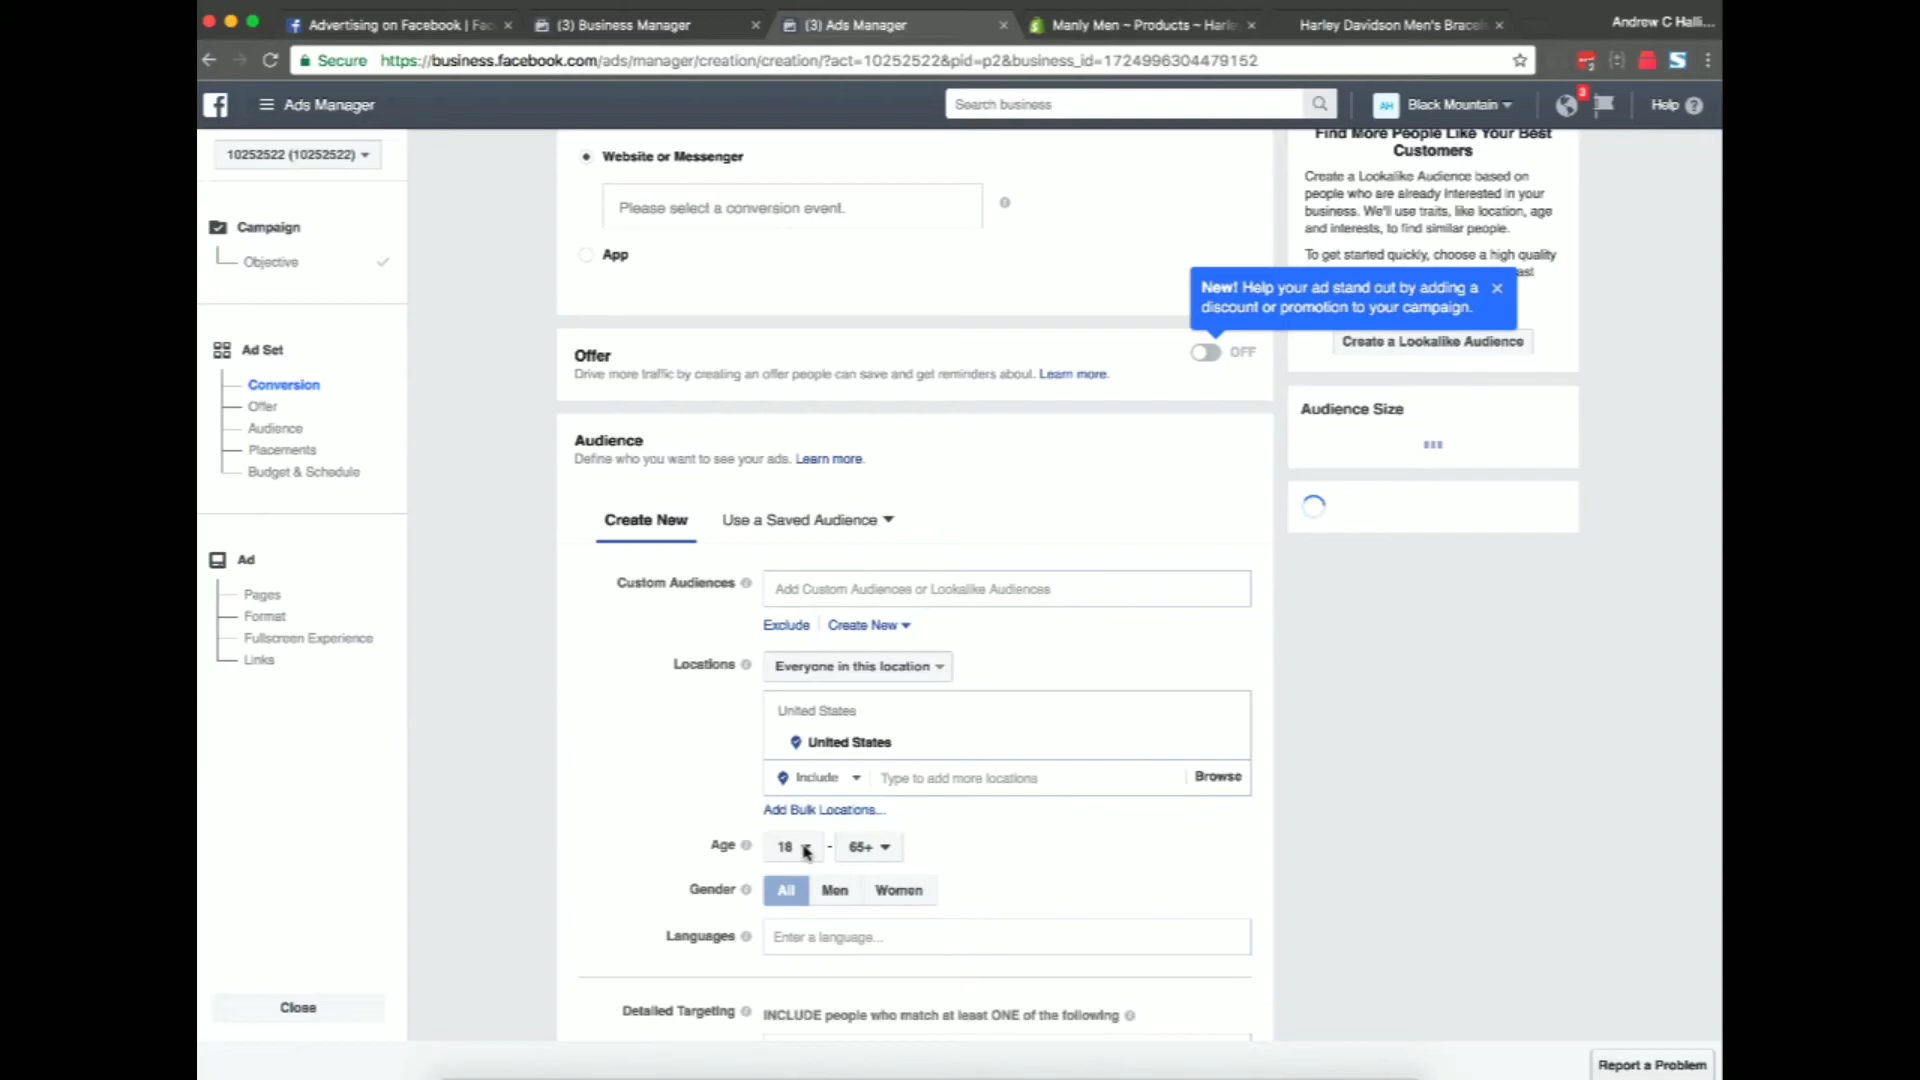 Advertising on Facebook | Fac
(3) Business Manager
(3) Ads Manager
Manly Men ~ Products ~ Harle
Harley Davidson Men's Bracel
Andrew C Halli...
Secure
https://business.facebook.com/ads/manager/creation/creation/?act=10252522&pid=p2&business_id=1724996304479152
Ads Manager
Search business
AH
Black Mountain
3
Help
10252522 (10252522)
Campaign
Objective
Ad Set
Conversion
Offer
Audience
Placements
Budget & Schedule
Ad
Pages
Format
Fullscreen Experience
Links
Close
Website or Messenger
Please select a conversion event.
App
Offer
OFF
Drive more traffic by creating an offer people can save and get reminders about. Learn more.
Audience
Define who you want to see your ads. Learn more.
Create New
Use a Saved Audience
Custom Audiences
Add Custom Audiences or Lookalike Audiences
Exclude
Create New
Locations
Everyone in this location
United States
United States
Include
Type to add more locations
Browse
Add Bulk Locations...
Age
18
-
65+
Gender
All
Men
Women
Languages
Enter a language...
Detailed Targeting
INCLUDE people who match at least ONE of the following
Find More People Like Your Best
Customers
Create a Lookalike Audience based on
people who are already interested in your
business. We'll use traits, like location, age
and interests, to find similar people.
To get started quickly, choose a high quality
ast
New! Help your ad stand out by adding a
discount or promotion to your campaign.
Create a Lookalike Audience
Audience Size
Report a Problem